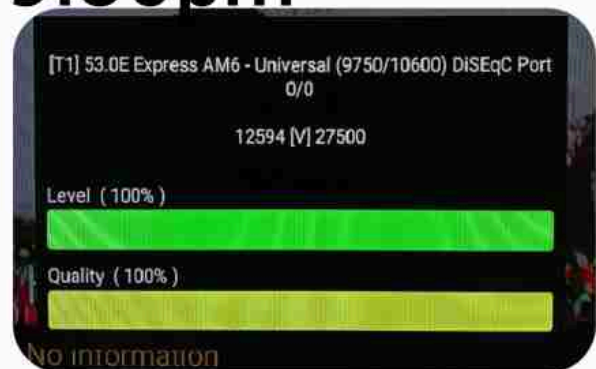 [T1] 53.0E Express AM6 - Universal (9750/10600) DiSEqC Port
0/0
12594 [V] 27500
Level ( 100% )
Quality ( 100% )
No information